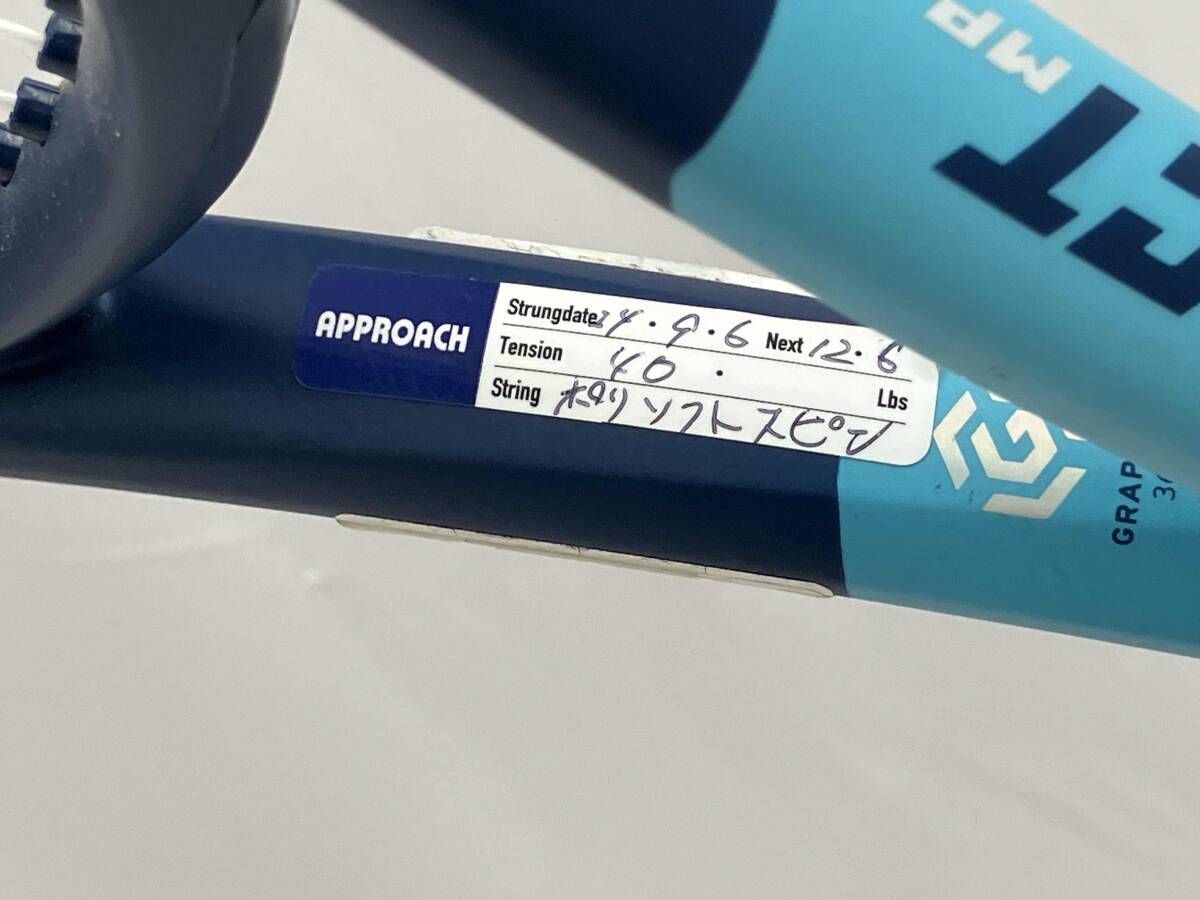 MP
CT
APPROACH
Strungdate 24・9・6 Next 12・6
Tension 40・ Lbs
String ポリソフトスピン
G
GRAP